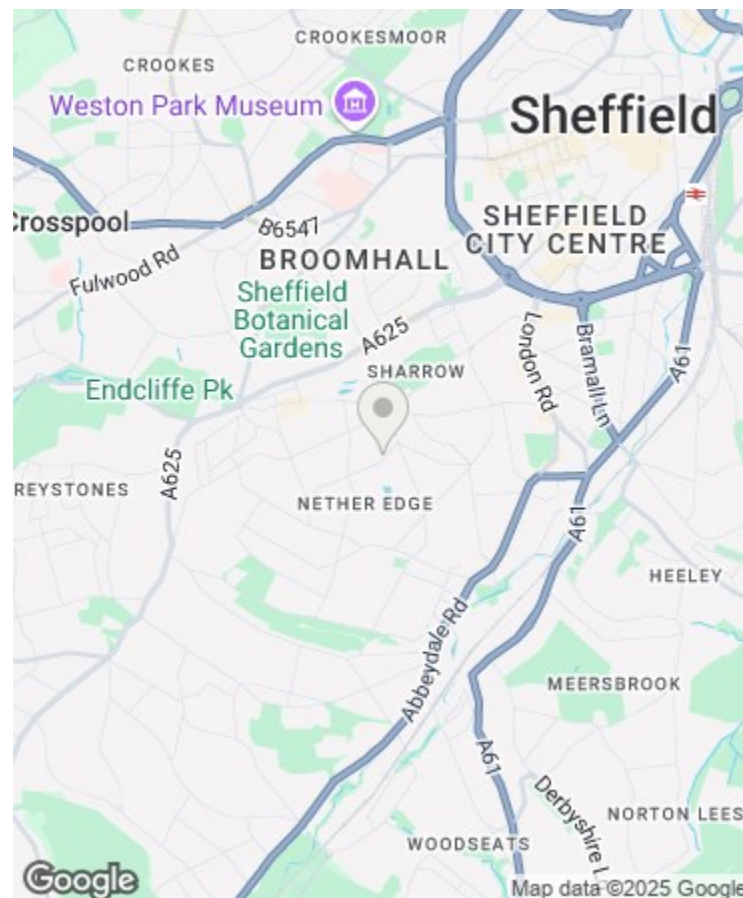 CROOKESMOOR
CROOKES
Weston Park Museum
Sheffield
Crosspool
B6547
SHEFFIELD
CITY CENTRE
BROOMHALL
Fulwood Rd
Sheffield
Botanical
Gardens
A625
London Rd
Bramall Ln
A61
SHARROW
Endcliffe Pk
A625
REYSTONES
NETHER EDGE
A61
HEELEY
Abbeydale Rd
MEERSBROOK
A61
Derbyshire L
NORTON LEES
WOODSEATS
Google
Map data ©2025 Google